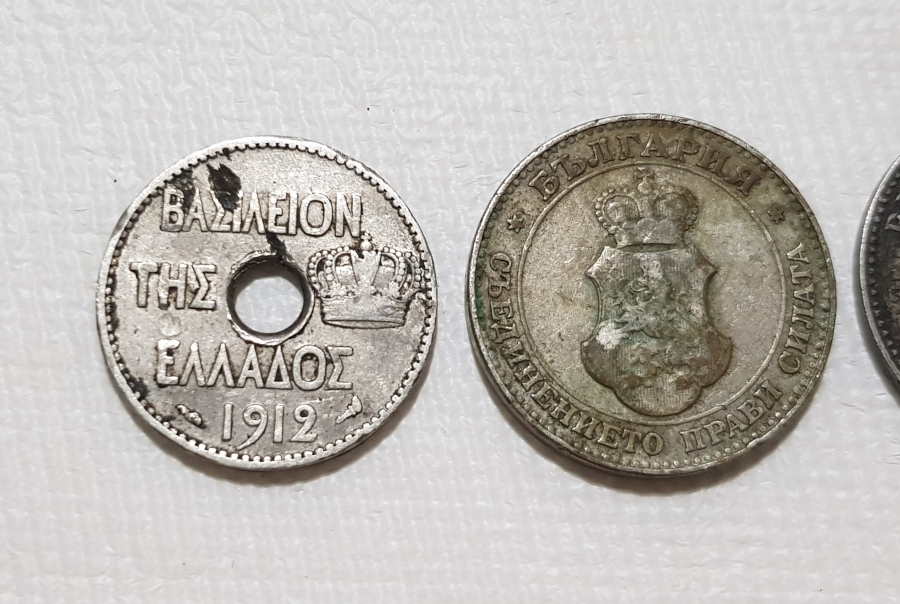 ΒΑΣΙΛΕΙΟΝ
ΤΗΣ
ΕΛΛΑΔΟΣ
1912
* БЪЛГАРИЯ *
СЪЕДИНЕНИЕТО ПРАВИ СИЛАТА